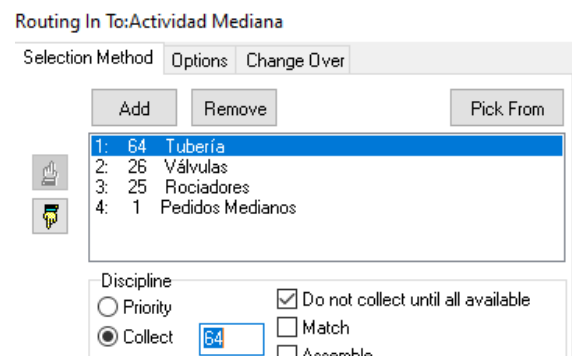 Routing In To:Actividad Mediana
Selection Method Options Change Over
Add Remove Pick From
1: 64 Tubería
2: 26 Válvulas
3: 25 Rociadores
4: 1 Pedidos Medianos
Discipline
Priority
Do not collect until all available
Collect 64
Match
Assemble